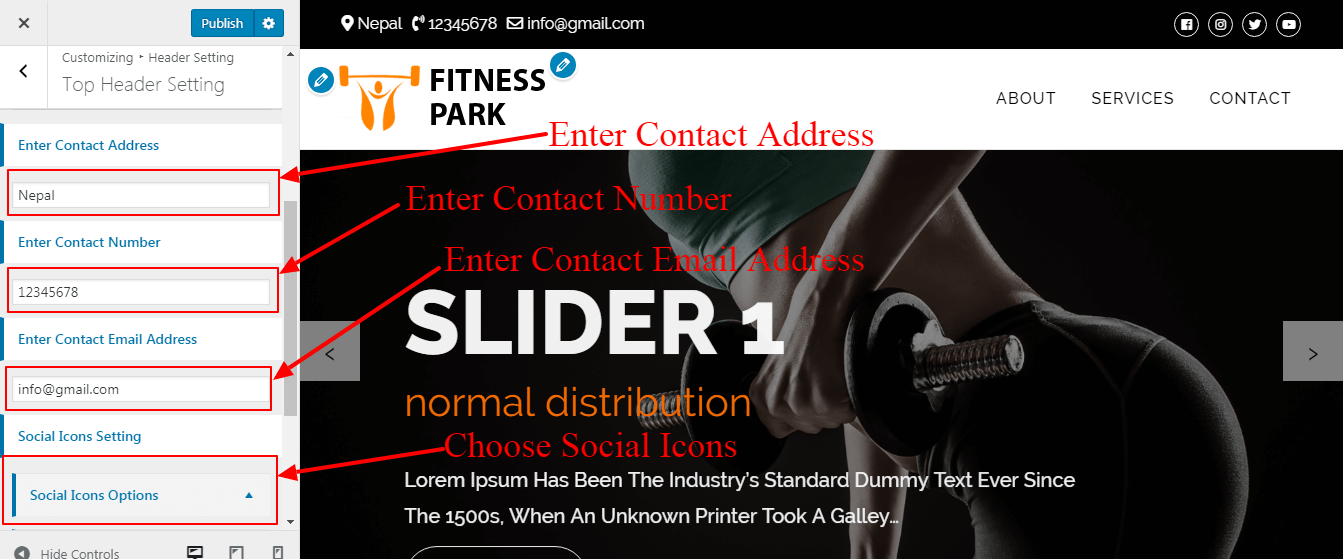 Publish
Customizing ▸ Header Setting
Top Header Setting
Enter Contact Address
Nepal
Enter Contact Number
12345678
Enter Contact Email Address
info@gmail.com
Social Icons Setting
Social Icons Options
Hide Controls
Nepal 12345678 info@gmail.com
FITNESS
PARK
ABOUT SERVICES CONTACT
Enter Contact Address
Enter Contact Number
Enter Contact Email Address
SLIDER 1
normal distribution
Choose Social Icons
Lorem Ipsum Has Been The Industry's Standard Dummy Text Ever Since
The 1500s, When An Unknown Printer Took A Galley...